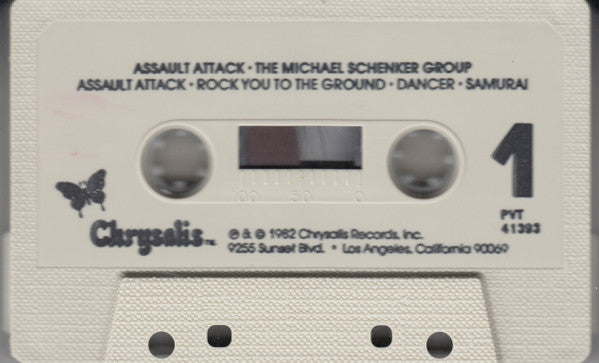 ASSAULT ATTACK • THE MICHAEL SCHENKER GROUP
ASSAULT ATTACK • ROCK YOU TO THE GROUND • DANCER • SAMURAI
1
100 50 0
PVT
41393
Chrysalis TM.
℗ & © 1982 Chrysalis Records, Inc.
9255 Sunset Blvd. • Los Angeles, California 90069